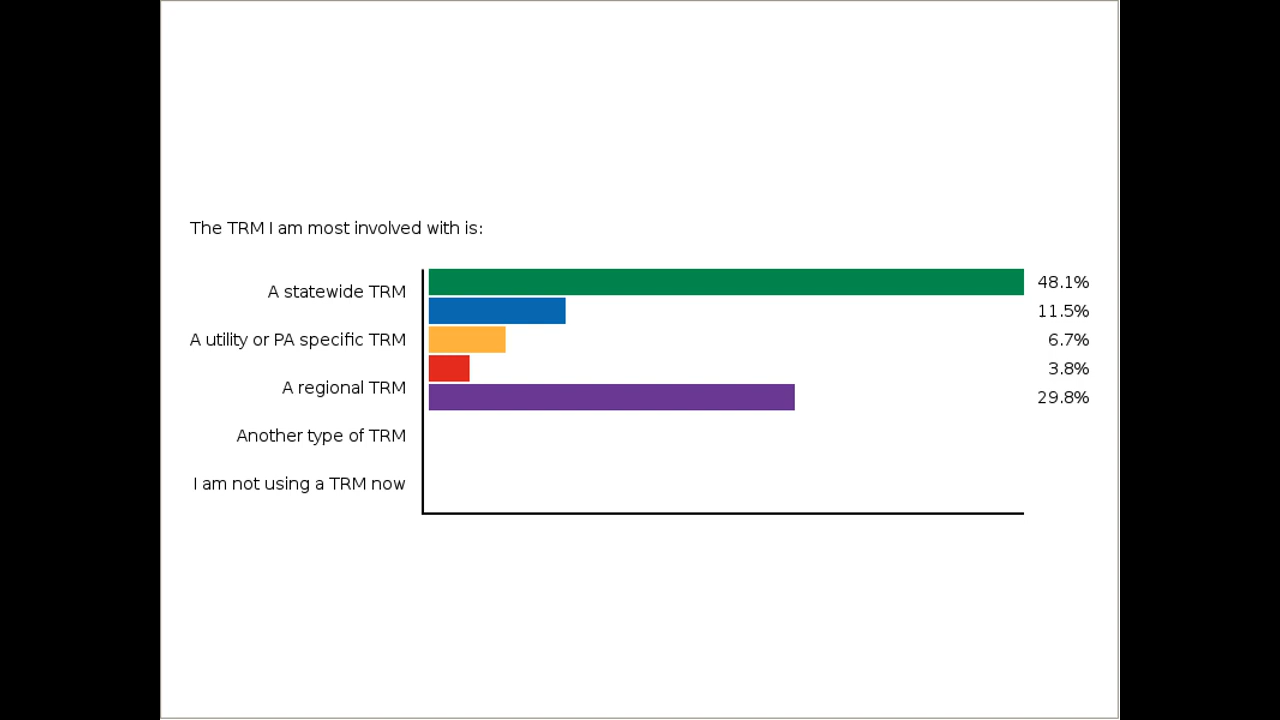 The TRM I am most involved with is:
A statewide TRM
48.1%
11.5%
A utility or PA specific TRM
6.7%
3.8%
A regional TRM
29.8%
Another type of TRM
I am not using a TRM now